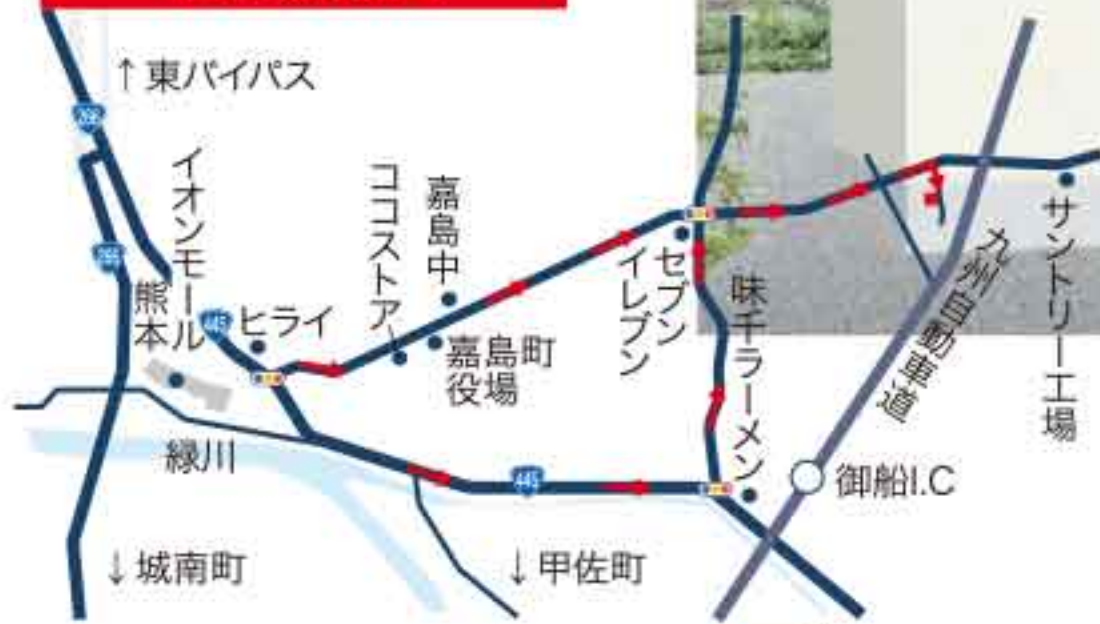 ↑東バイパス
266
266
イオンモール
熊本
445
ヒライ
ココストア
嘉島中
嘉島町
役場
セブン
イレブン
味千ラーメン
九州自動車道
サントリー工場
緑川
445
御船I.C
↓城南町
↓甲佐町